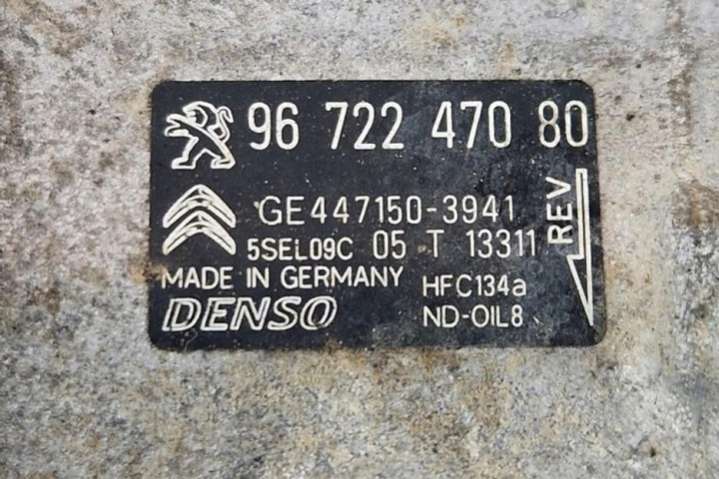 96 722 470 80
GE447150-3941
5SEL09C 05 T 13311
REV
MADE IN GERMANY HFC134a
DENSO ND-OIL8